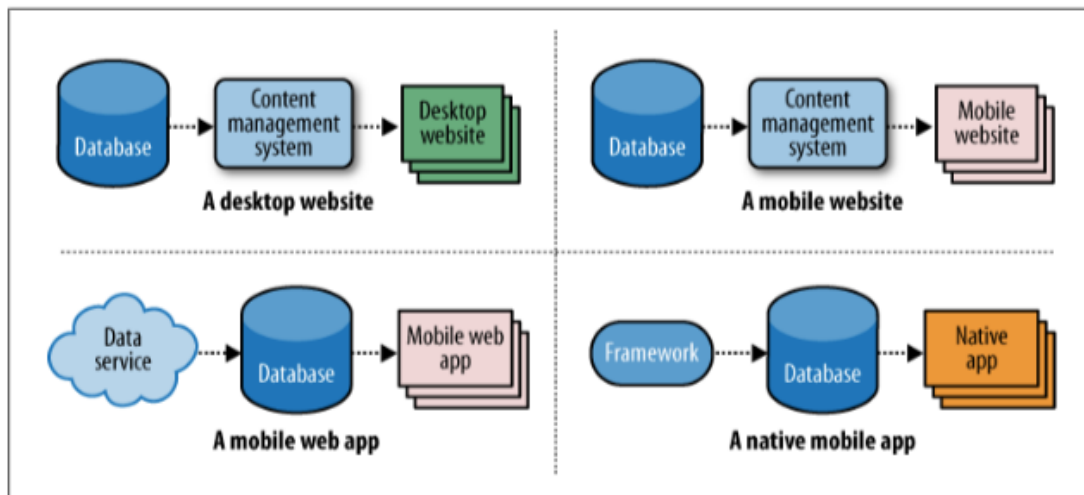 Database
Content
management
system
Desktop
website
A desktop website
Database
Content
management
system
Mobile
website
A mobile website
Data
service
Database
Mobile web
app
A mobile web app
Framework
Database
Native
app
A native mobile app